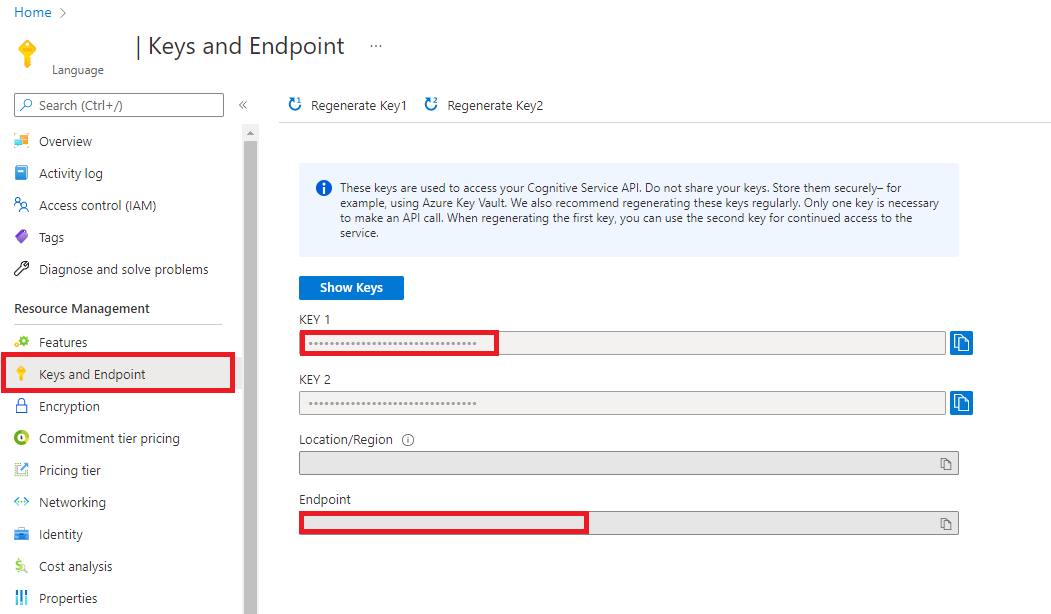 Home
| Keys and Endpoint ...
Language
Search (Ctrl+/)
«
Overview
Activity log
Access control (IAM)
Tags
Diagnose and solve problems
Resource Management
Features
Keys and Endpoint
Encryption
Commitment tier pricing
Pricing tier
Networking
Identity
Cost analysis
Properties
Regenerate Key1
Regenerate Key2
These keys are used to access your Cognitive Service API. Do not share your keys. Store them securely– for
example, using Azure Key Vault. We also recommend regenerating these keys regularly. Only one key is necessary
to make an API call. When regenerating the first key, you can use the second key for continued access to the
service.
Show Keys
KEY 1
••••••••••••••••••••••••••••••••
KEY 2
••••••••••••••••••••••••••••••••
Location/Region
Endpoint